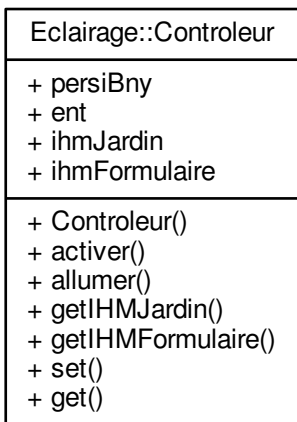 Eclairage::Controleur
+ persiBny
+ ent
+ ihmJardin
+ ihmFormulaire
+ Controleur()
+ activer()
+ allumer()
+ getIHMJardin()
+ getIHMFormulaire()
+ set()
+ get()